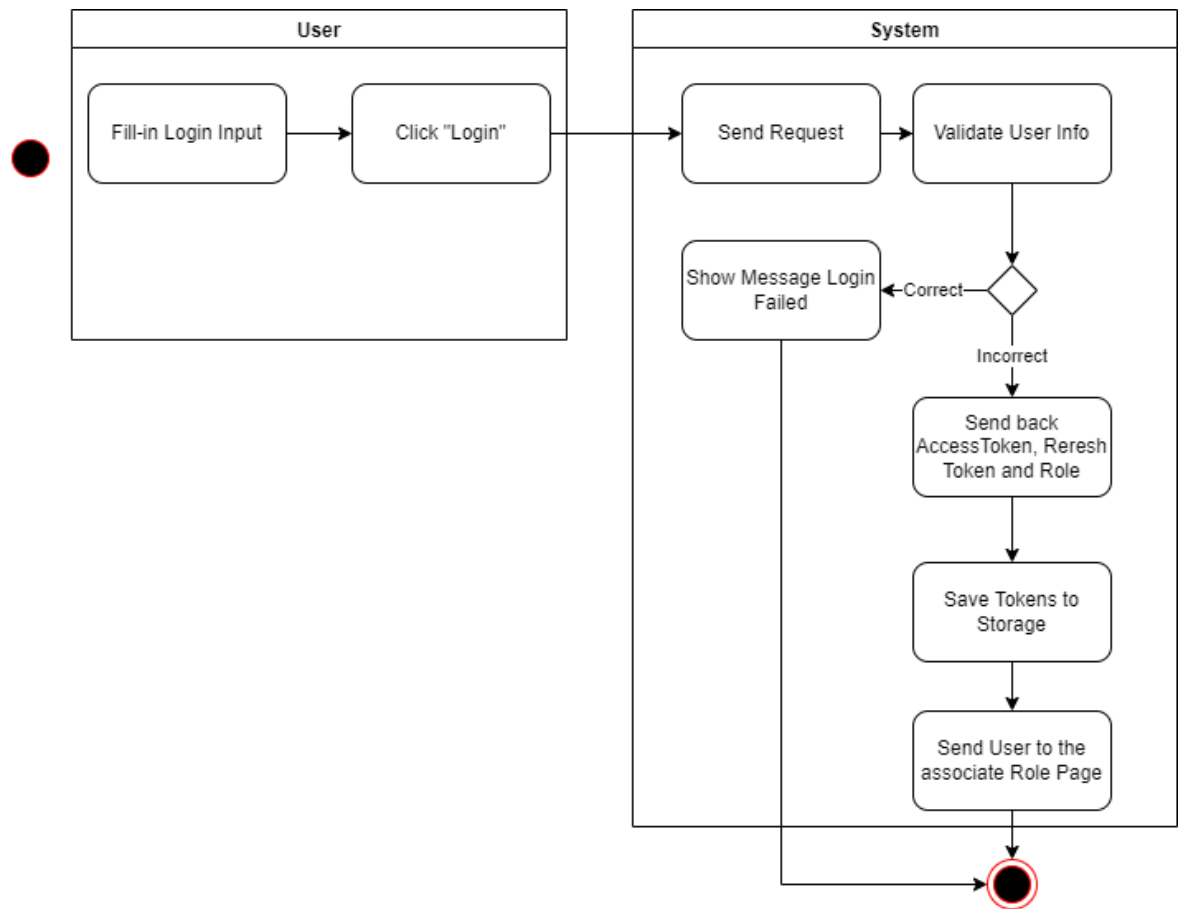 User
System
Fill-in Login Input
Click "Login"
Send Request
Validate User Info
Show Message Login
Failed
Correct
Incorrect
Send back
AccessToken, Reresh
Token and Role
Save Tokens to
Storage
Send User to the
associate Role Page